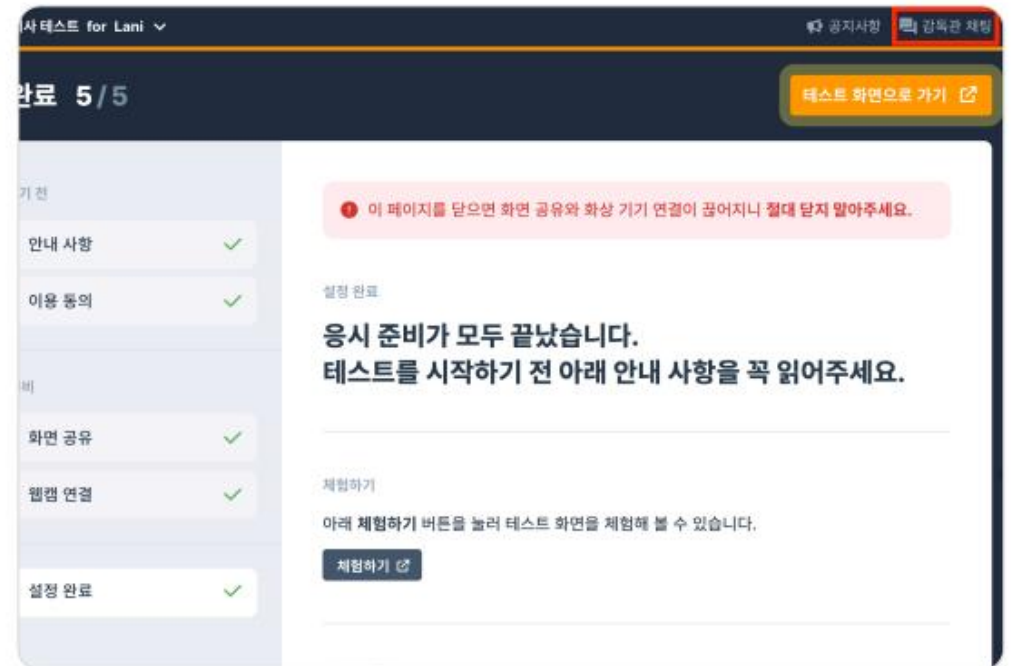 사 테스트 for Lani
공지사항
감독관 채팅
완료 5/5
테스트 화면으로 가기
기 전
이 페이지를 닫으면 화면 공유와 화상 기기 연결이 끊어지니 절대 닫지 말아주세요.
안내 사항
이용 동의
설정 완료
응시 준비가 모두 끝났습니다.
테스트를 시작하기 전 아래 안내 사항을 꼭 읽어주세요.
비
화면 공유
웹캠 연결
체험하기
아래 체험하기 버튼을 눌러 테스트 화면을 체험해 볼 수 있습니다.
체험하기
설정 완료